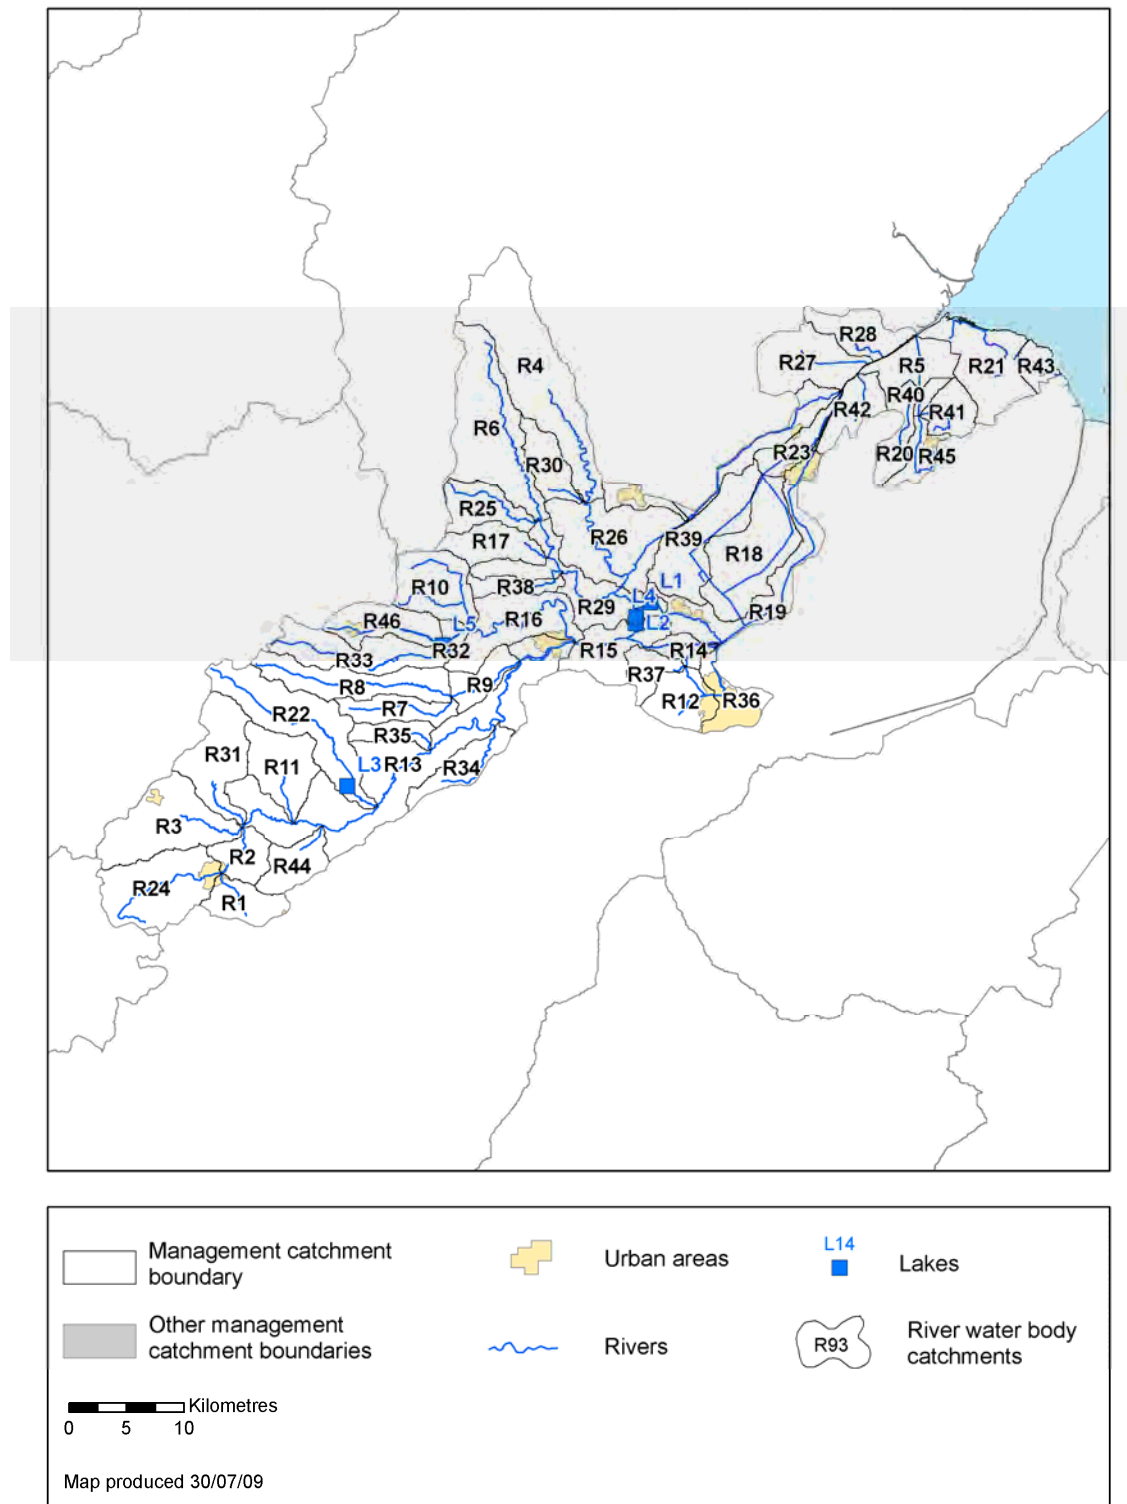 R28
R4
R27
R5
R21
R43
R40
R42
R41
R6
R23
R20
R45
R30
R25
R26
R39
R17
R18
L1
R10
R38
L4
R29
R19
R46
L5
R16
L2
R32
R15
R14
R33
R37
R8
R9
R12
R36
R7
R22
R35
R31
R11
L3
R13
R34
R3
R2
R44
R24
R1
Management catchment
boundary
Urban areas
L14
Lakes
Other management
catchment boundaries
Rivers
R93
River water body
catchments
Kilometres
0 5 10
Map produced 30/07/09